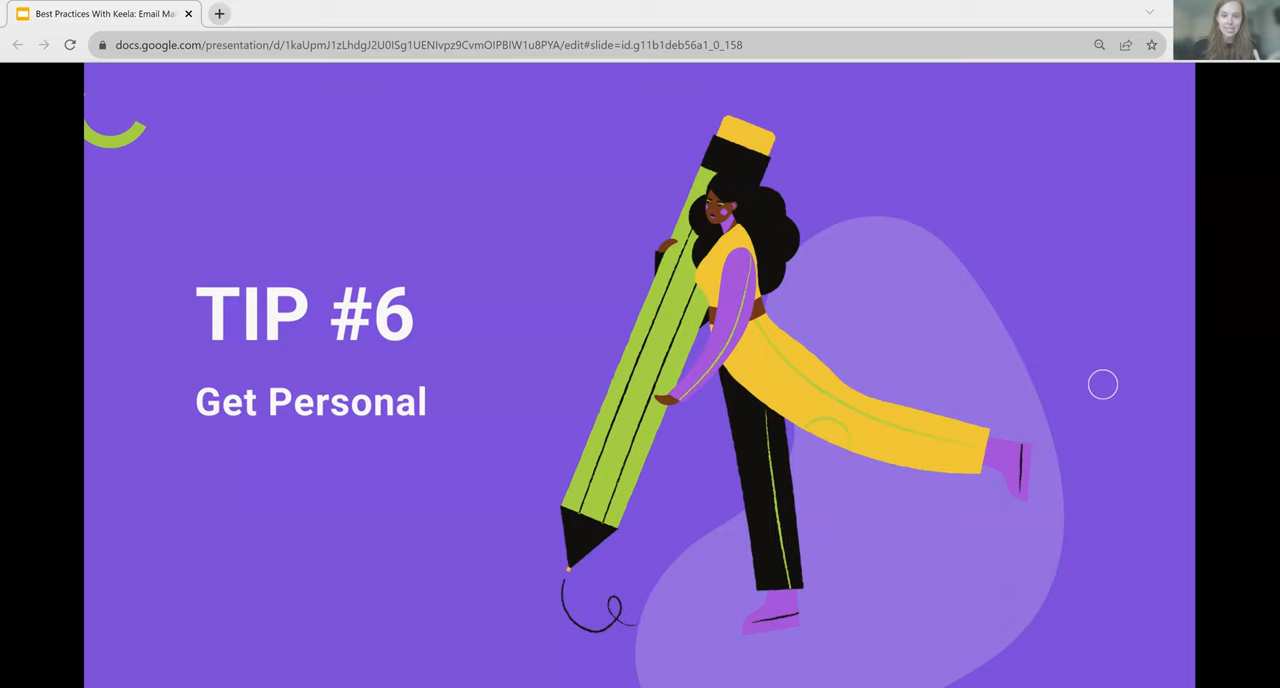 Best Practices With Keela: Email Ma
docs.google.com/presentation/d/1kaUpmJ1zLhdgJ2U0ISg1UENIvpz9CvmOIPBIW1u8PYA/edit#slide=id.g11b1deb56a1_0_158
TIP #6
Get Personal